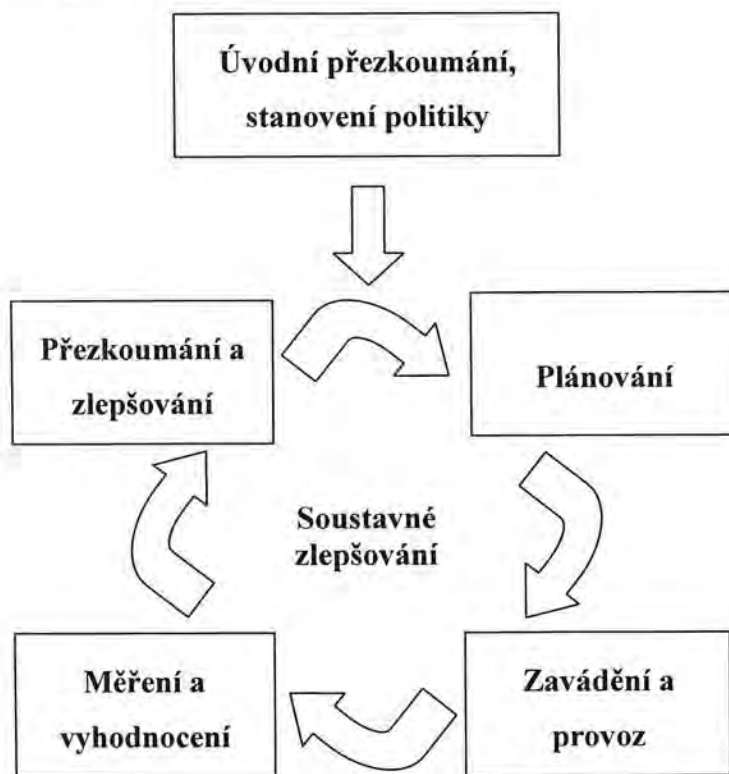 Úvodní přezkoumání,
stanovení politiky
Přezkoumání a
zlepšování
Plánování
Soustavné
zlepšování
Měření a
vyhodnocení
Zavádění a
provoz